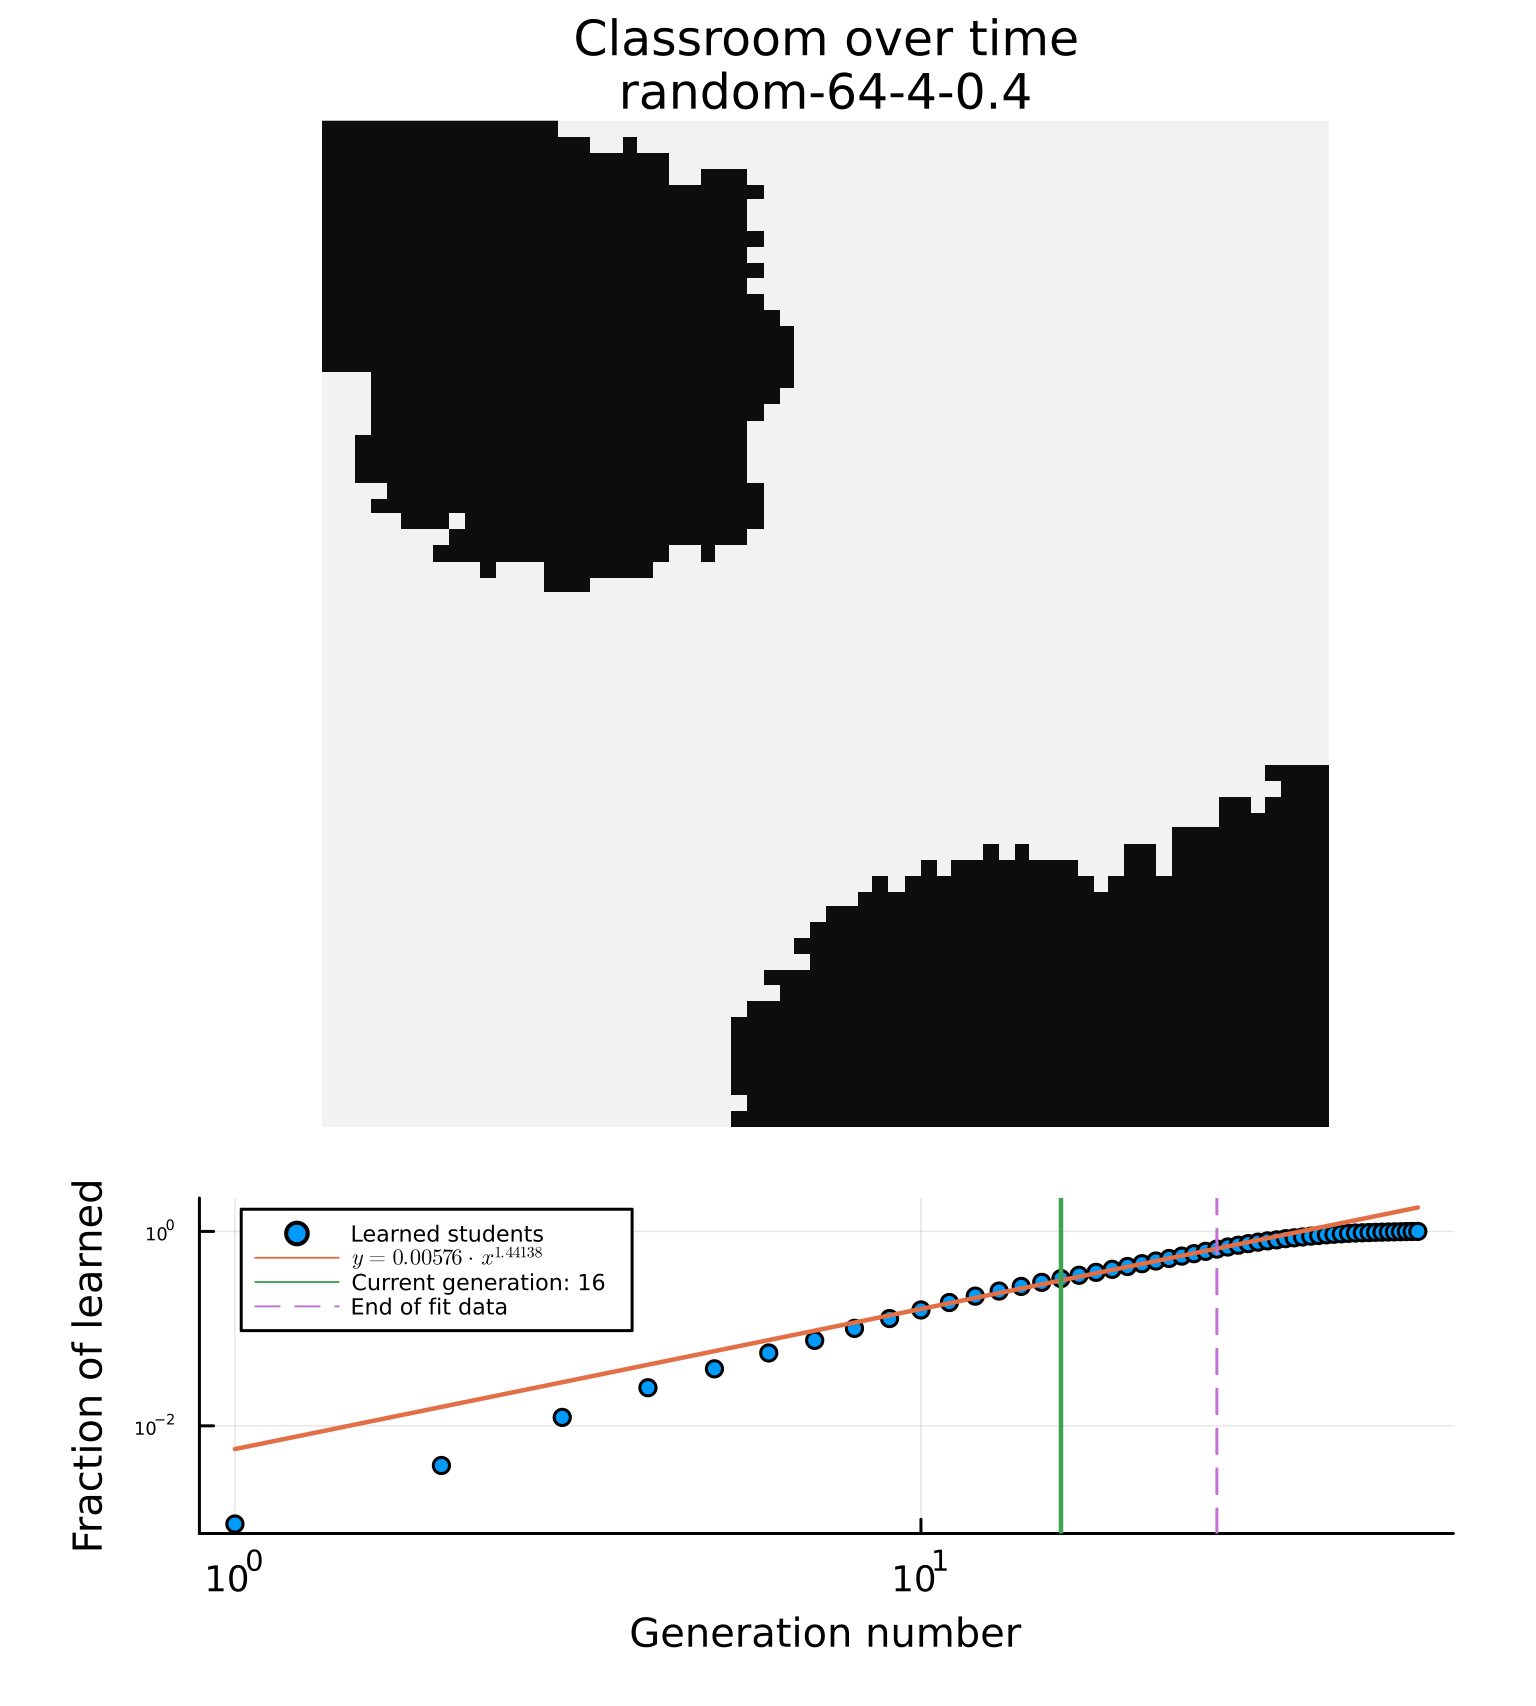 Classroom over time
random-64-4-0.4
Fraction of learned
10^0
10^−2
Learned students
y = 0.00576 · x^1.44138
Current generation: 16
End of fit data
10^0
10^1
Generation number